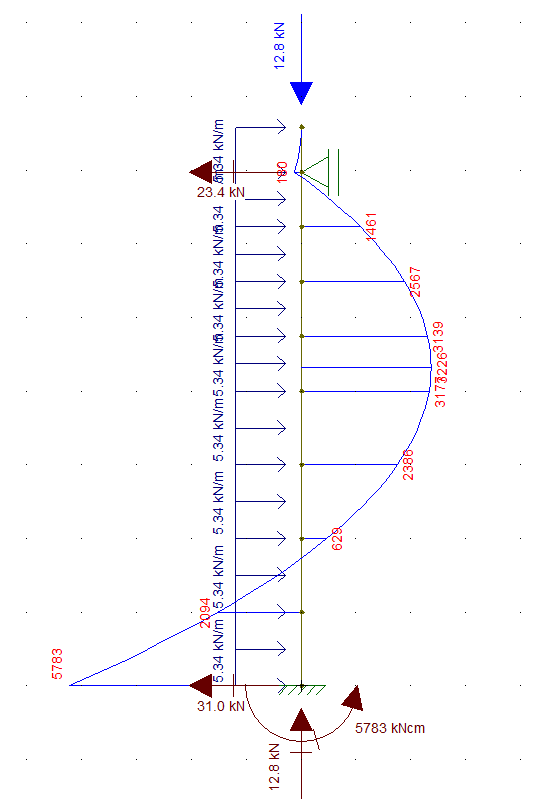 12.8 kN
5.34 kN/m
180
23.4 kN
5.34 kN/m
1461
5.34 kN/m
2567
5.34 kN/m
3139
5.34 kN/m
3226
3177
5.34 kN/m
2386
5.34 kN/m
629
5.34 kN/m
2094
5.34 kN/m
5783
31.0 kN
5783 kNcm
12.8 kN